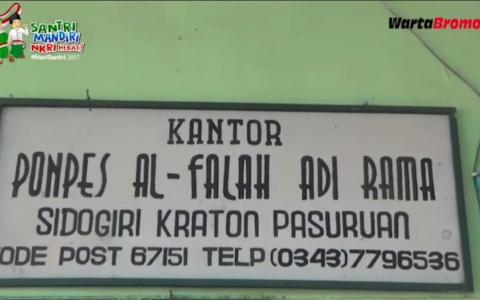 SANTRI
MANDIRI
NKRI HEBAT!
#HariSantri 2017
WartaBromo
KANTOR
PONPES AL-FALAH ADI RAMA
SIDOGIRI KRATON PASURUAN
ODE POST 67151 TELP(0343)7796536